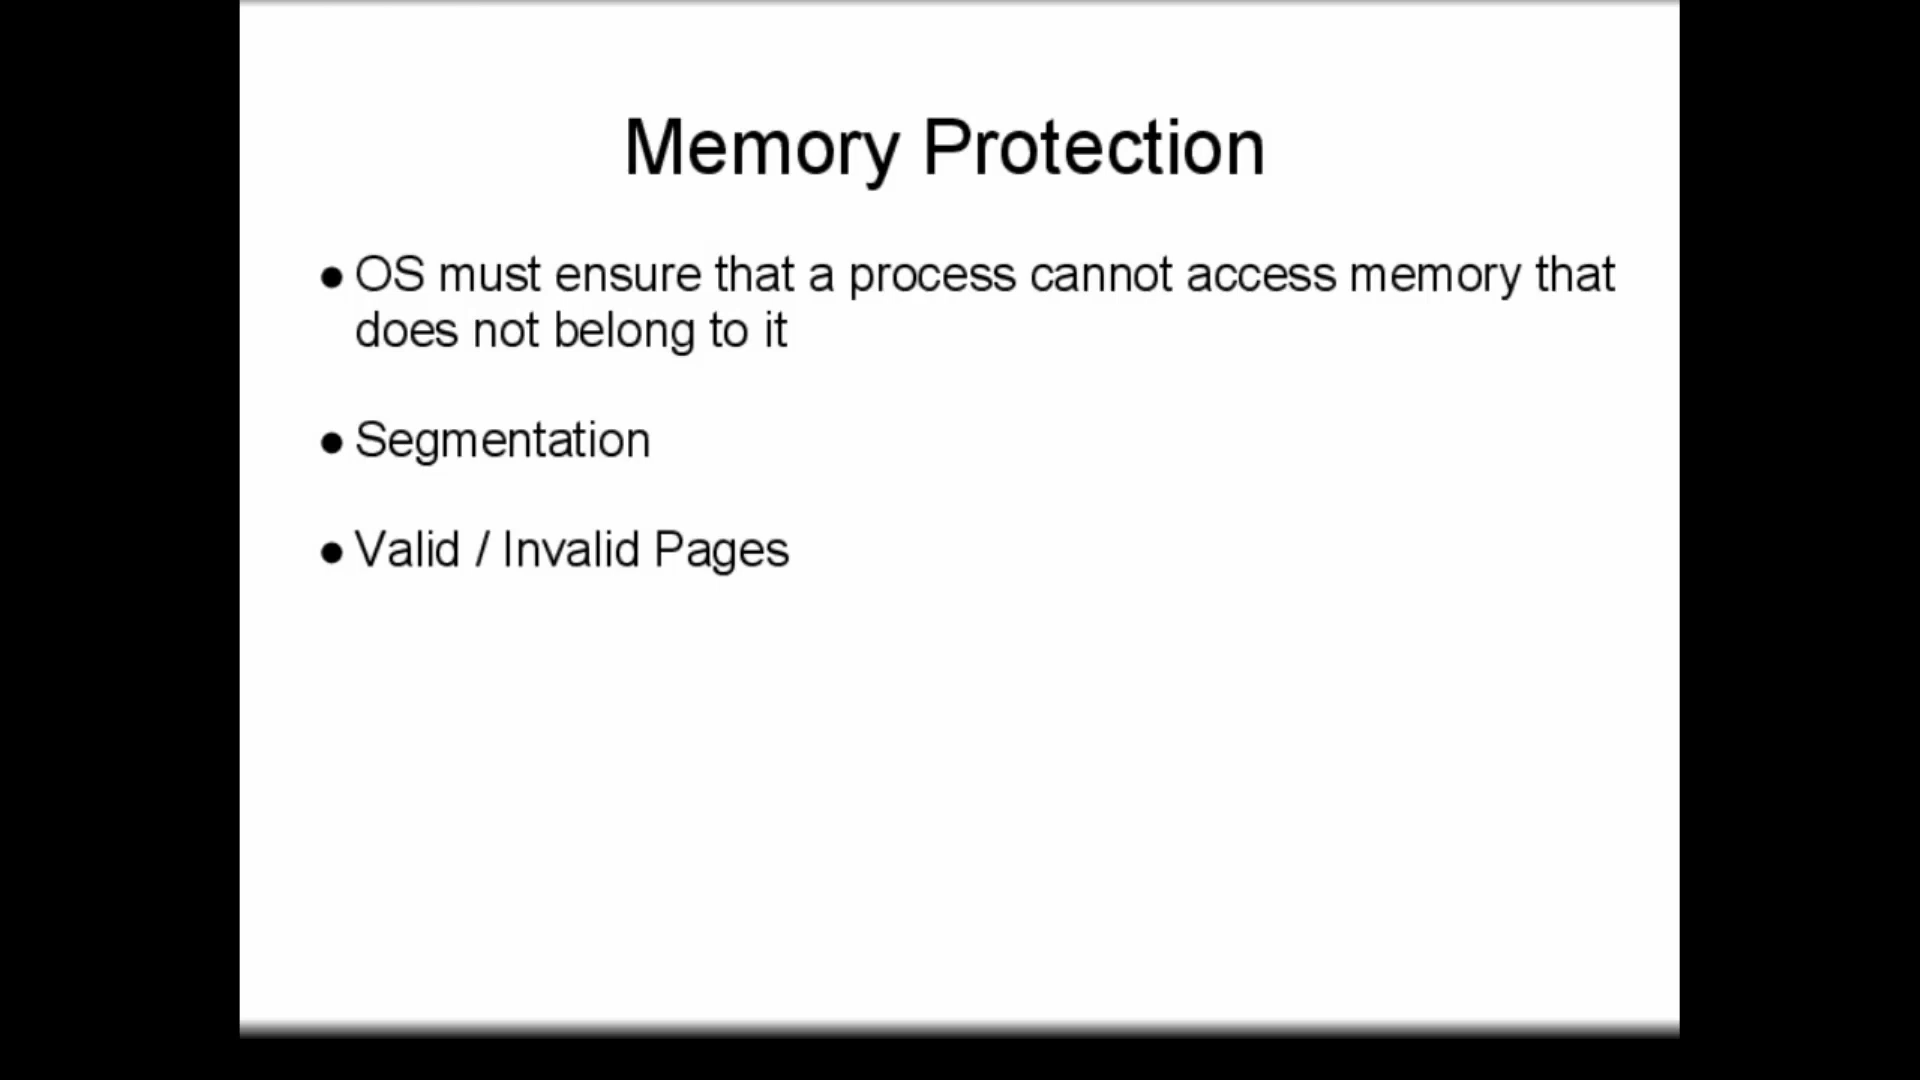 Memory Protection
● OS must ensure that a process cannot access memory that
does not belong to it
● Segmentation
● Valid / Invalid Pages